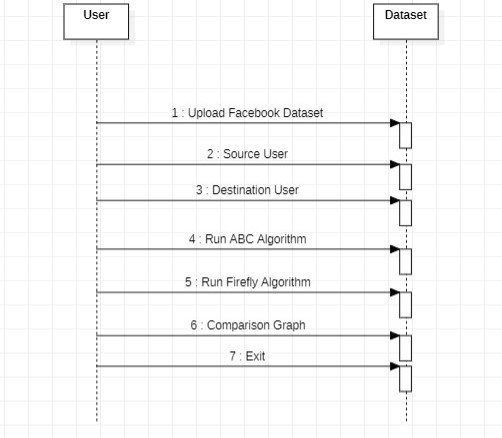 User
Dataset
1 : Upload Facebook Dataset
2 : Source User
3 : Destination User
4 : Run ABC Algorithm
5 : Run Firefly Algorithm
6 : Comparison Graph
7 : Exit